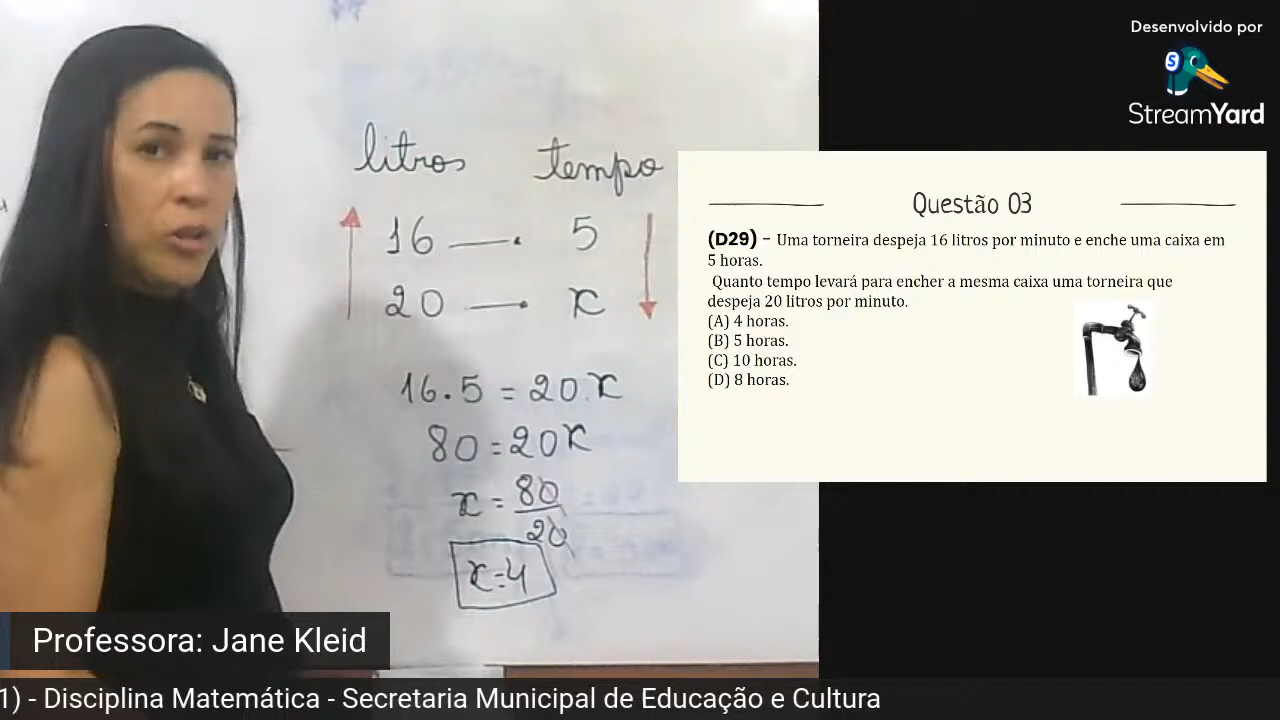 Desenvolvido por
StreamYard
litros tempo
16 — 5
20 — x
16.5 = 20.x
80 = 20x
x = 80/20
x = 4
Questão 03
(D29) – Uma torneira despeja 16 litros por minuto e enche uma caixa em
5 horas.
Quanto tempo levará para encher a mesma caixa uma torneira que
despeja 20 litros por minuto.
(A) 4 horas.
(B) 5 horas.
(C) 10 horas.
(D) 8 horas.
Professora: Jane Kleid
1) - Disciplina Matemática - Secretaria Municipal de Educação e Cultura